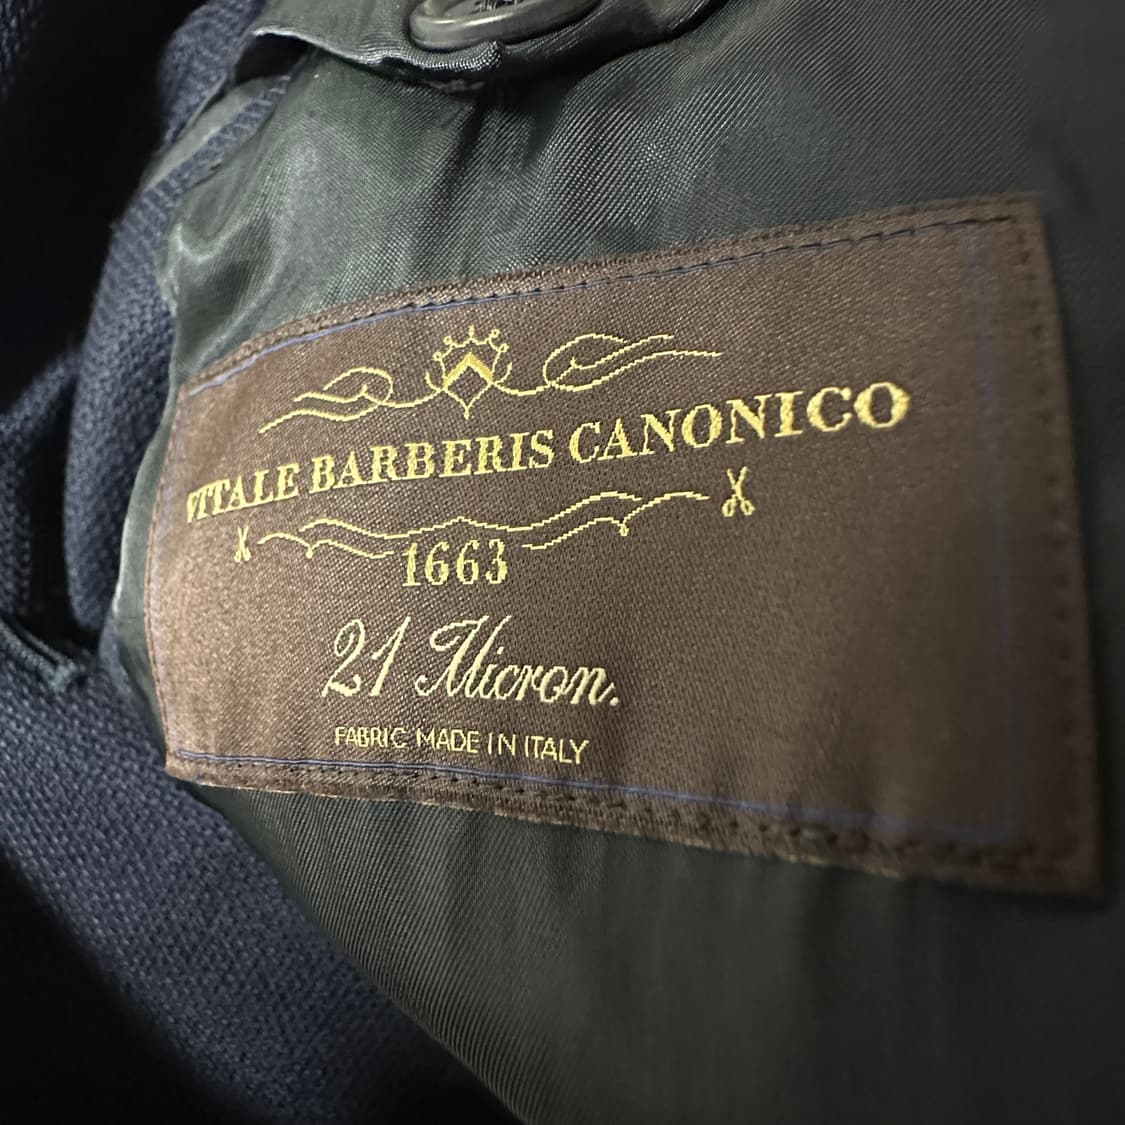 VITALE BARBERIS CANONICO
1663
21 Micron.
FABRIC MADE IN ITALY